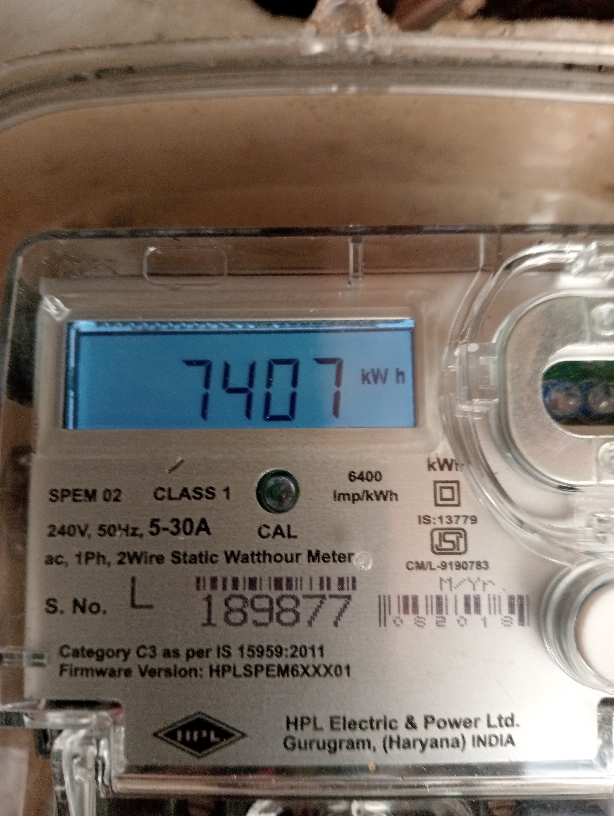 7407 kWh
kWh
SPEM 02 CLASS 1 6400 Imp/kWh
240V, 50Hz, 5-30A CAL IS:13779
ac, 1Ph, 2Wire Static Watthour Meter CM/L-9190783
M/Yr.
S. No. L 189877 082018
Category C3 as per IS 15959:2011
Firmware Version: HPLSPEM6XXX01
HPL HPL Electric & Power Ltd.
Gurugram, (Haryana) INDIA